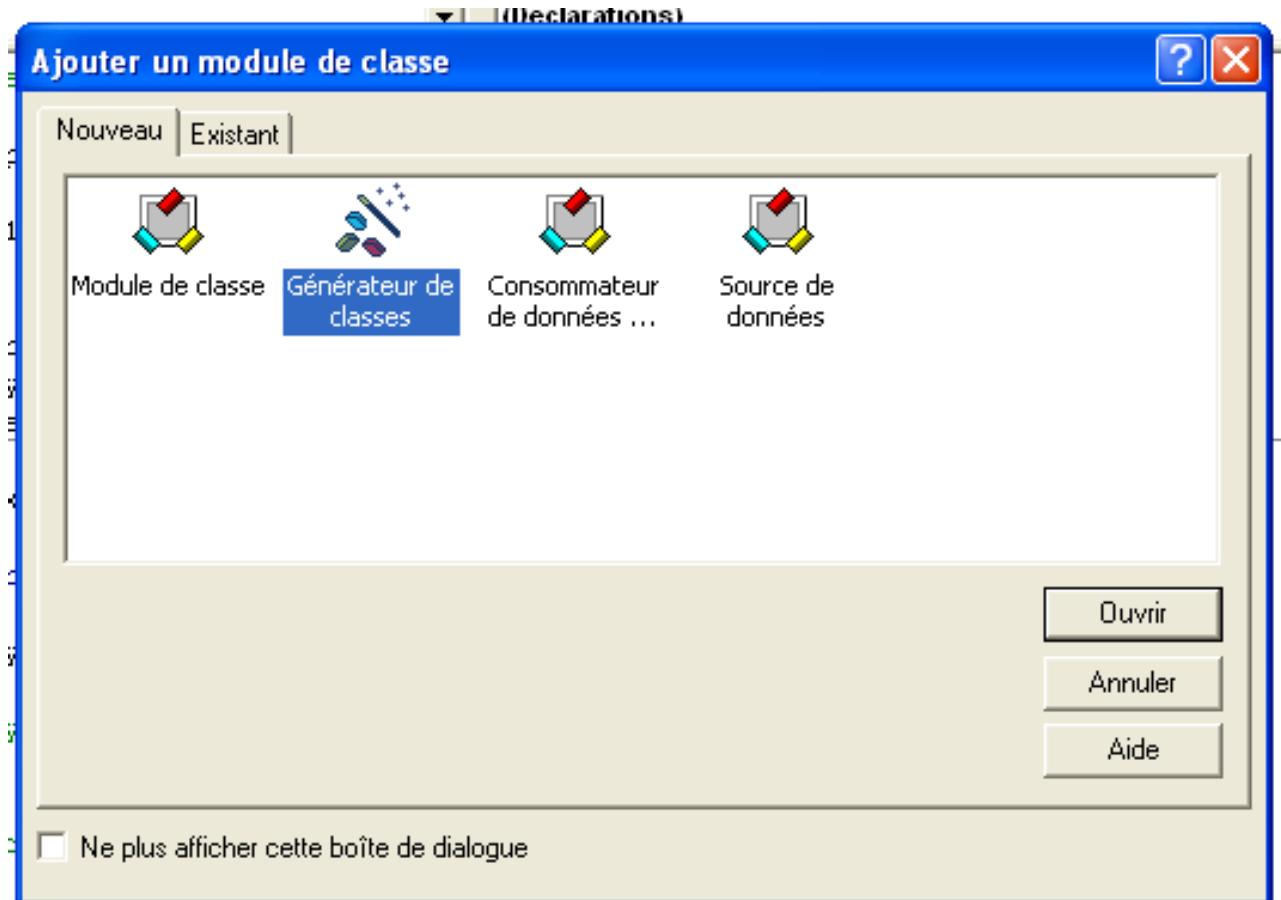 (Declarations)
Ajouter un module de classe
Nouveau
Existant
Module de classe
Générateur de
classes
Consommateur
de données ...
Source de
données
Ouvrir
Annuler
Aide
Ne plus afficher cette boîte de dialogue